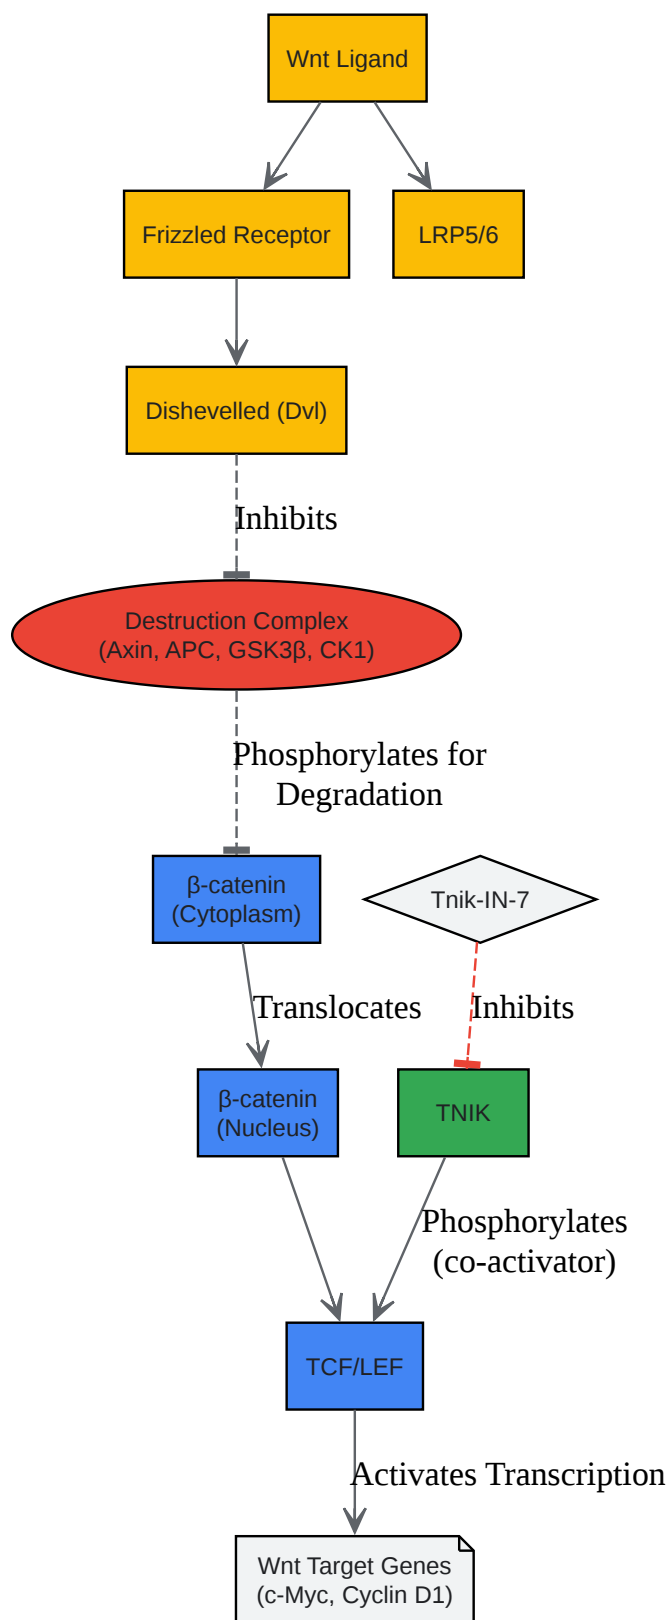 Wnt Ligand
Frizzled Receptor
LRP5/6
Dishevelled (Dvl)
Inhibits
Destruction Complex
(Axin, APC, GSK3β, CK1)
Phosphorylates for
Degradation
β-catenin
(Cytoplasm)
Tnik-IN-7
Translocates
Inhibits
β-catenin
(Nucleus)
TNIK
Phosphorylates
(co-activator)
TCF/LEF
Activates Transcription
Wnt Target Genes
(c-Myc, Cyclin D1)